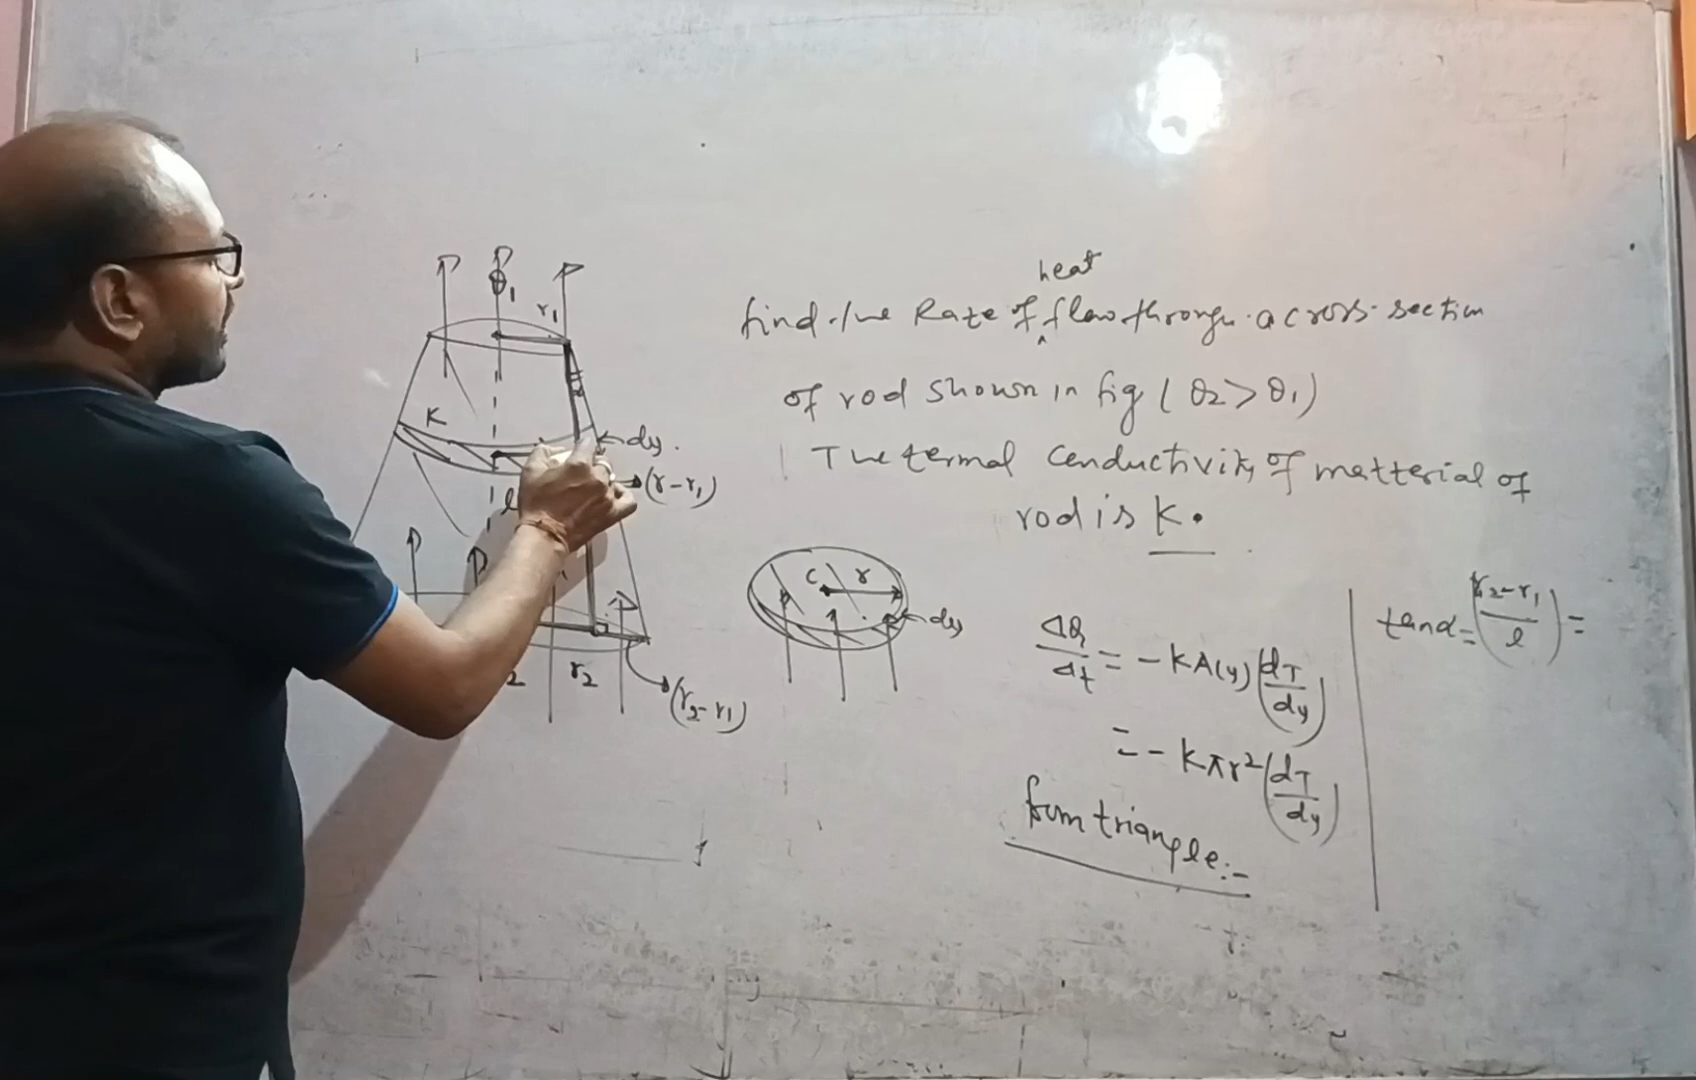 θ1
r1
K
dy.
(r-r1)
l
r2
(r2-r1)
C
r
dy
heat
find the Rate of ^ flow through a cross-section
of rod shown in fig (θ2>θ1)
The termal conductivity of matterial of
rod is K.
ΔQ/Δt = -KA(y)(dT/dy)
= -Kπr²(dT/dy)
from triangle:-
tanα = (r2-r1/l) =